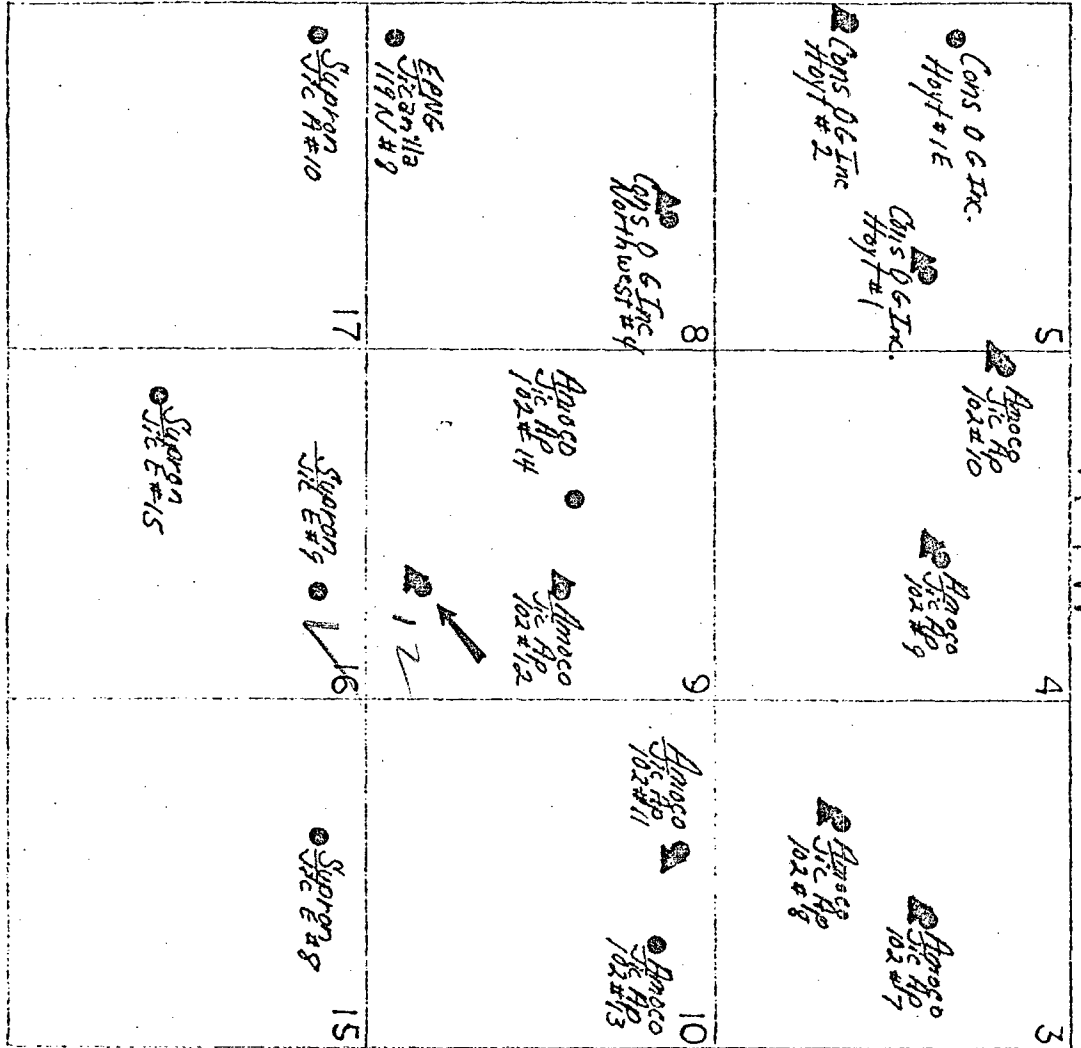 5
Cons O G Inc.
Hoyt #1E
Cons O G Inc
Hoyt #2
Cons O G Inc.
Hoyt #1
4
Amoco
Jic Ap
102 #10
Amoco
Jic Ap
102 #9
3
Amoco
Jic Ap
102 #8
Amoco
Jic Ap
102 #7
8
Cons O G Inc
Northwest #4
EPNG
Jicarilla
119 N #8
9
Amoco
Jic Ap
102 #14
Amoco
Jic Ap
102 #12
12
10
Amoco
Jic Ap
102 #11
Amoco
Jic Ap
102 #13
17
Supron
Jic A #10
16
Supron
Jic E #9
Supron
Jic E #15
15
Supron
Jic E #8